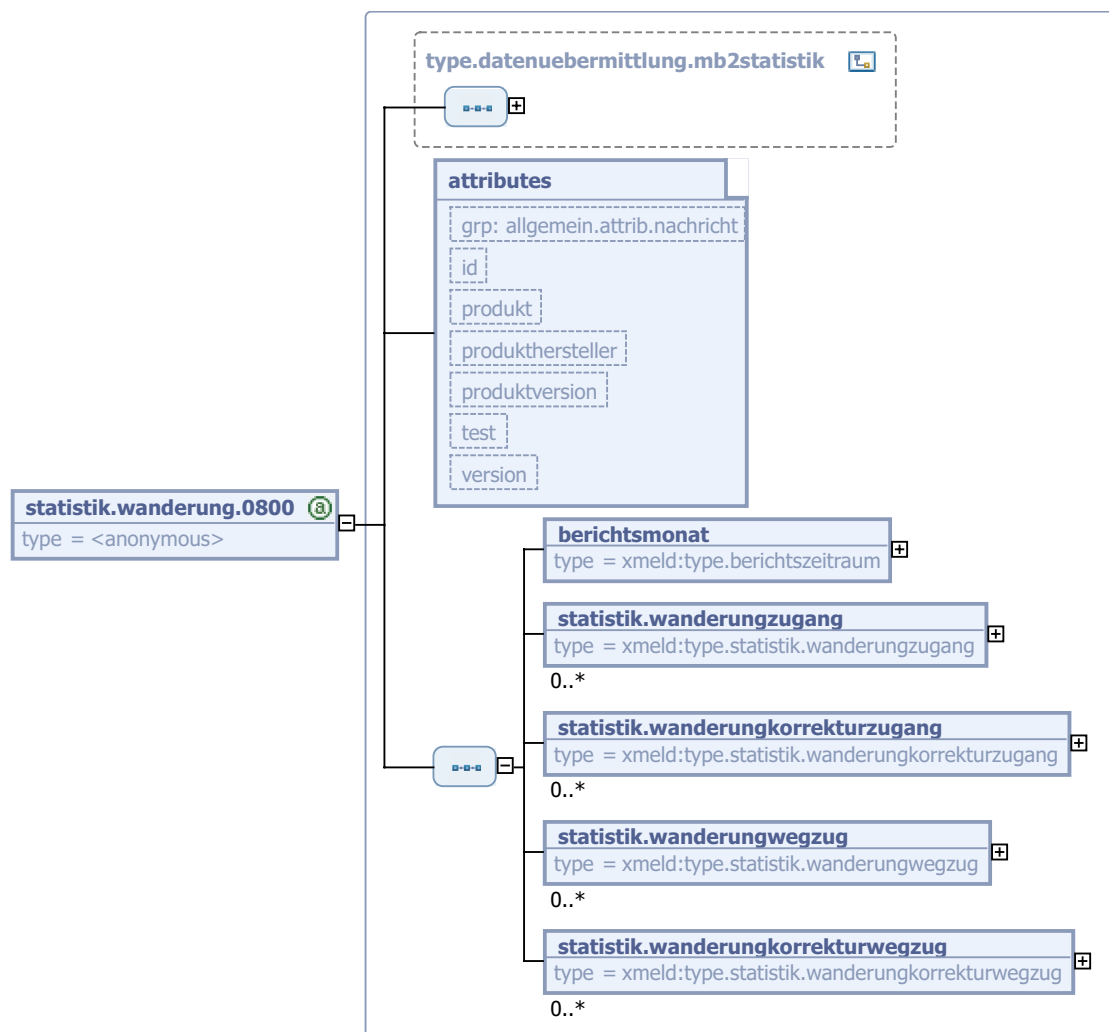 type.datenuebermittlung.mb2statistik
attributes
grp: allgemein.attrib.nachricht
id
produkt
produkthersteller
produktversion
test
version
statistik.wanderung.0800 @
type = <anonymous>
berichtsmonat
type = xmeld:type.berichtszeitraum
statistik.wanderungzugang
type = xmeld:type.statistik.wanderungzugang
0..*
statistik.wanderungkorrekturzugang
type = xmeld:type.statistik.wanderungkorrekturzugang
0..*
statistik.wanderungwegzug
type = xmeld:type.statistik.wanderungwegzug
0..*
statistik.wanderungkorrekturwegzug
type = xmeld:type.statistik.wanderungkorrekturwegzug
0..*